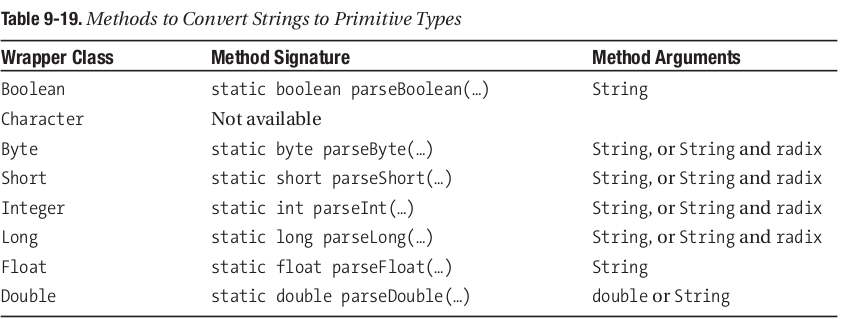 Table 9-19. Methods to Convert Strings to Primitive Types
Wrapper Class Method Signature Method Arguments
Boolean static boolean parseBoolean(…) String
Character Not available
Byte static byte parseByte(…) String, or String and radix
Short static short parseShort(…) String, or String and radix
Integer static int parseInt(…) String, or String and radix
Long static long parseLong(…) String, or String and radix
Float static float parseFloat(…) String
Double static double parseDouble(…) double or String